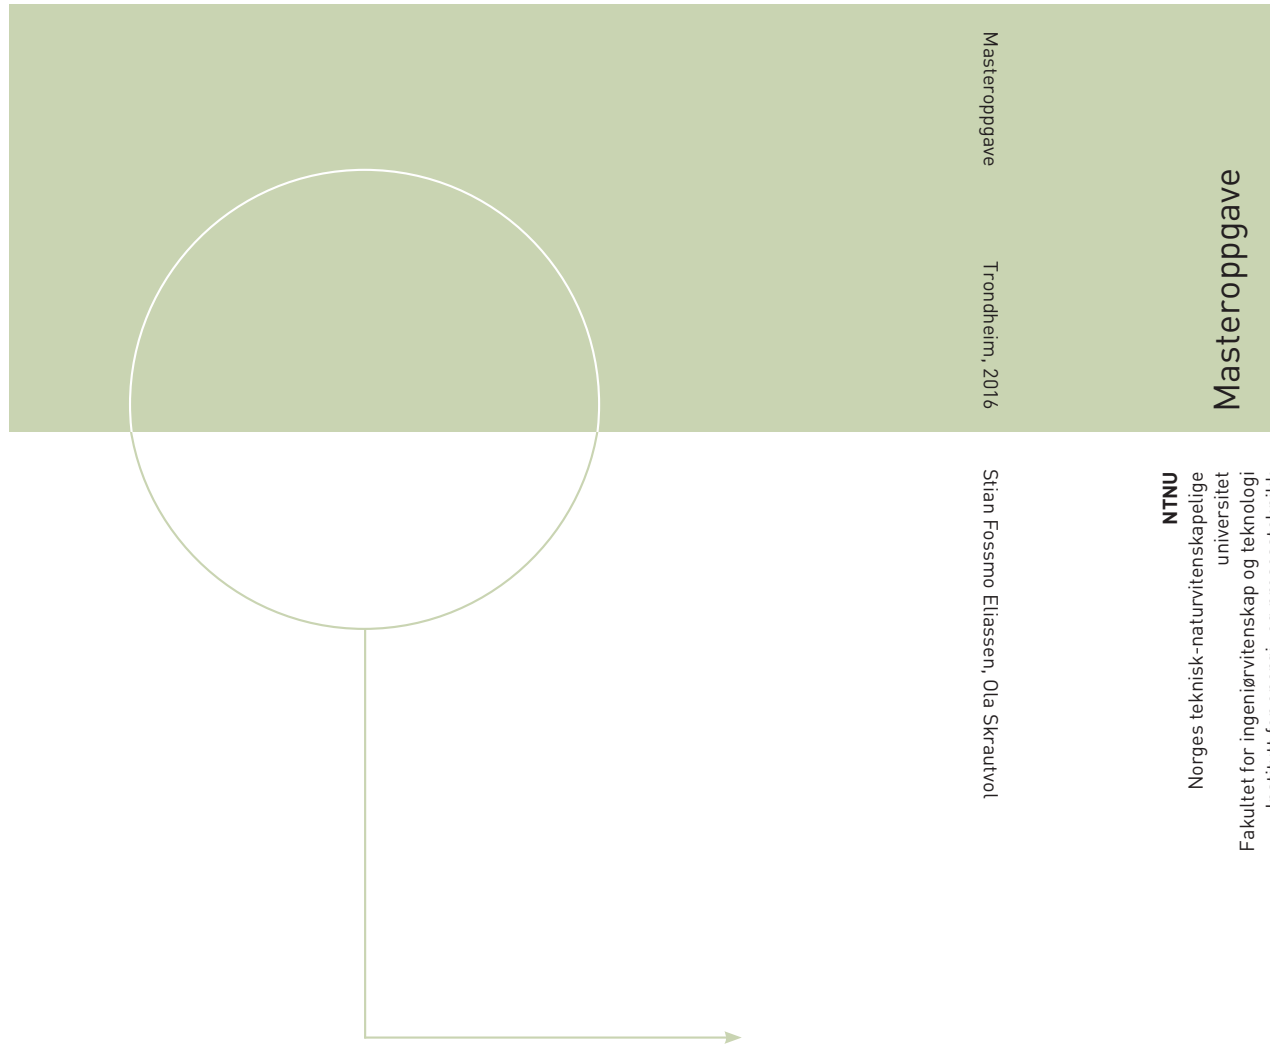 Masteroppgave
Trondheim, 2016
Stian Fossmo Eliassen, Ola Skrautvol
Masteroppgave
NTNU
Norges teknisk-naturvitenskapelige
universitet
Fakultet for ingeniørvitenskap og teknologi